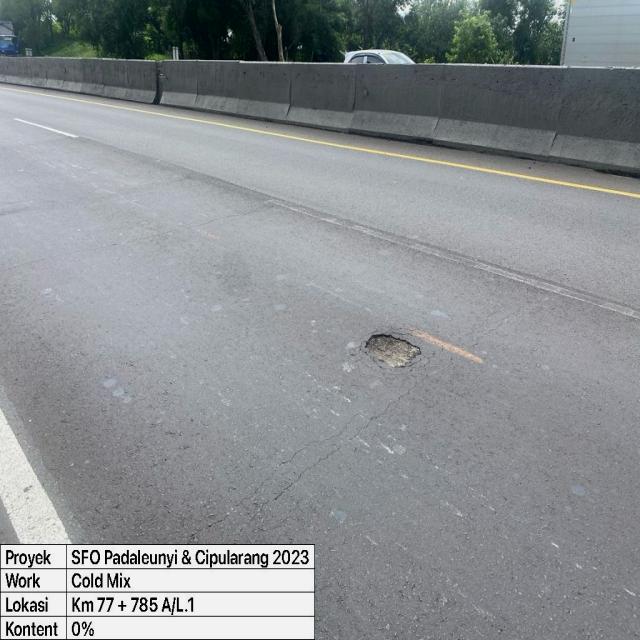 Proyek SFO Padaleunyi & Cipularang 2023
Work Cold Mix
Lokasi Km 77 + 785 A/L.1
Kontent 0%